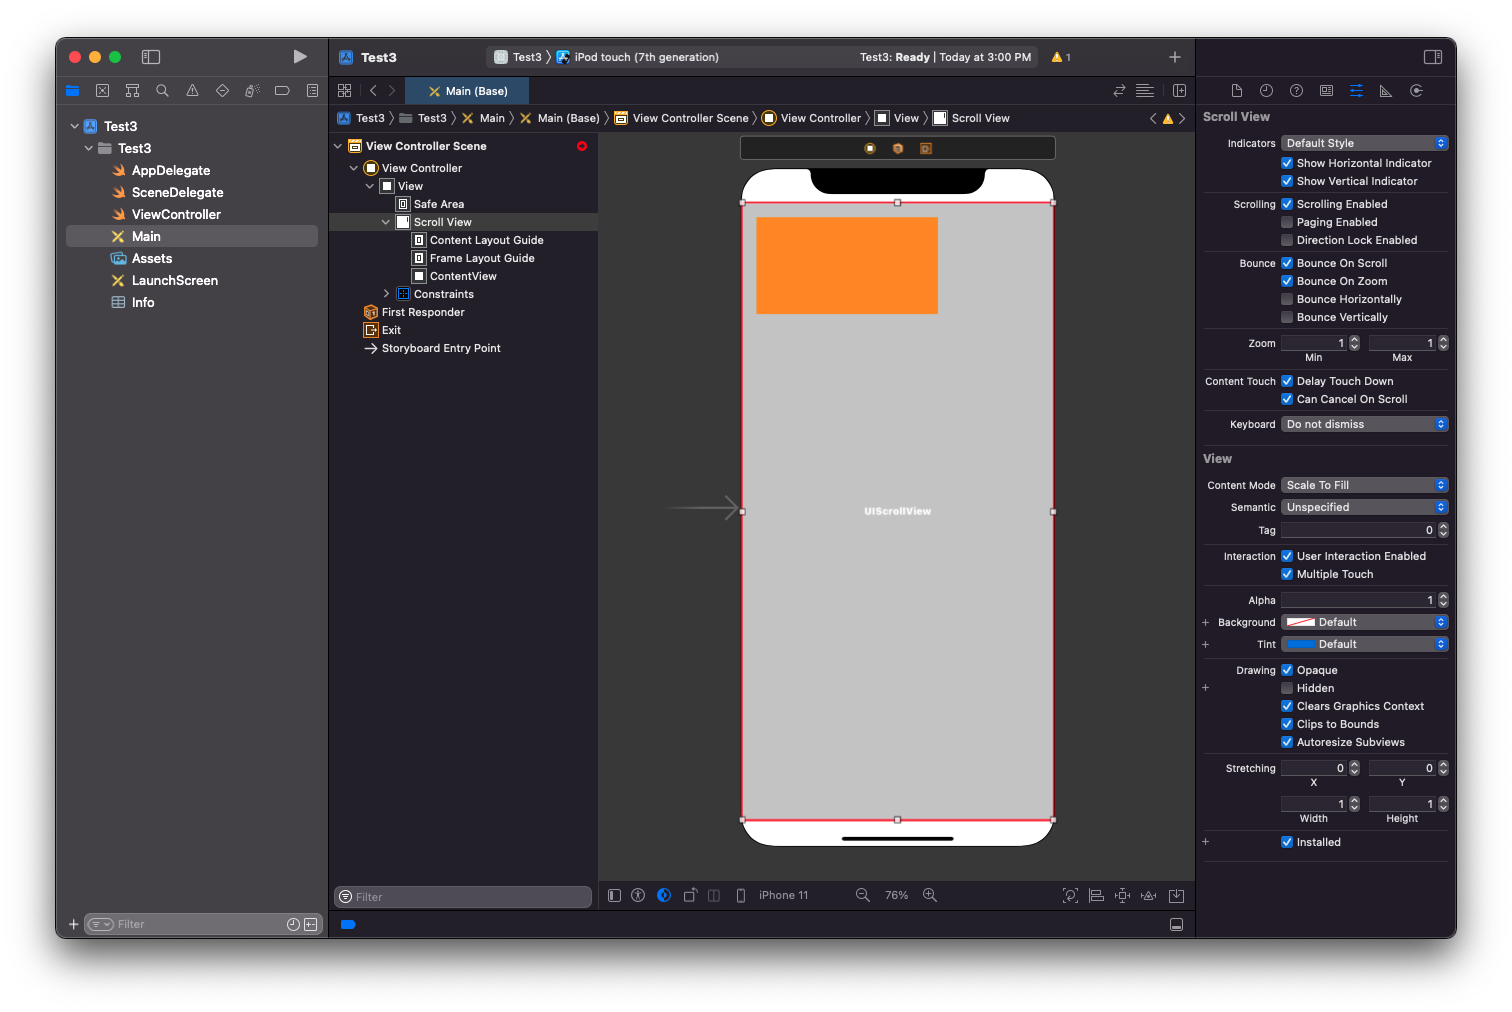 Test3
Test3
iPod touch (7th generation)
Test3: Ready | Today at 3:00 PM
1
Main (Base)
Test3
Test3
Main
Main (Base)
View Controller Scene
View Controller
View
Scroll View
Test3
Test3
AppDelegate
SceneDelegate
ViewController
Main
Assets
LaunchScreen
Info
Filter
View Controller Scene
View Controller
View
Safe Area
Scroll View
Content Layout Guide
Frame Layout Guide
ContentView
Constraints
First Responder
Exit
Storyboard Entry Point
Filter
UIScrollView
iPhone 11
76%
Scroll View
Indicators Default Style
Show Horizontal Indicator
Show Vertical Indicator
Scrolling Scrolling Enabled
Paging Enabled
Direction Lock Enabled
Bounce Bounce On Scroll
Bounce On Zoom
Bounce Horizontally
Bounce Vertically
Zoom 1 1
Min Max
Content Touch Delay Touch Down
Can Cancel On Scroll
Keyboard Do not dismiss
View
Content Mode Scale To Fill
Semantic Unspecified
Tag 0
Interaction User Interaction Enabled
Multiple Touch
Alpha 1
Background Default
Tint Default
Drawing Opaque
Hidden
Clears Graphics Context
Clips to Bounds
Autoresize Subviews
Stretching 0 0
X Y
1 1
Width Height
Installed